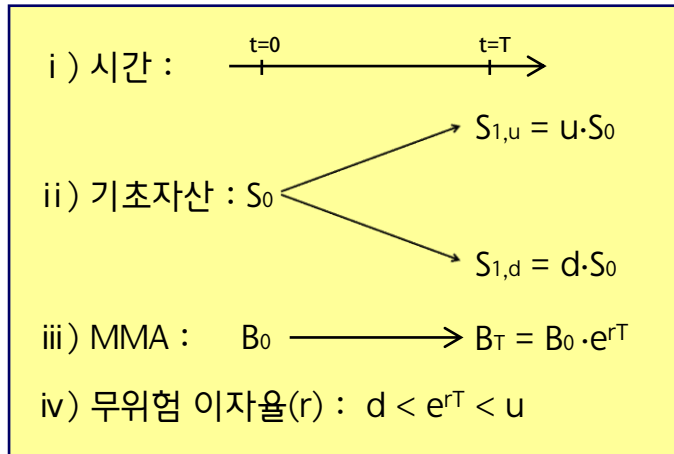 t=0 t=T
ⅰ) 시간 :
S1,u = u·S0
ⅱ) 기초자산 : S0
S1,d = d·S0
ⅲ) MMA : B0 BT = B0 ·erT
ⅳ) 무위험 이자율(r) : d < erT < u